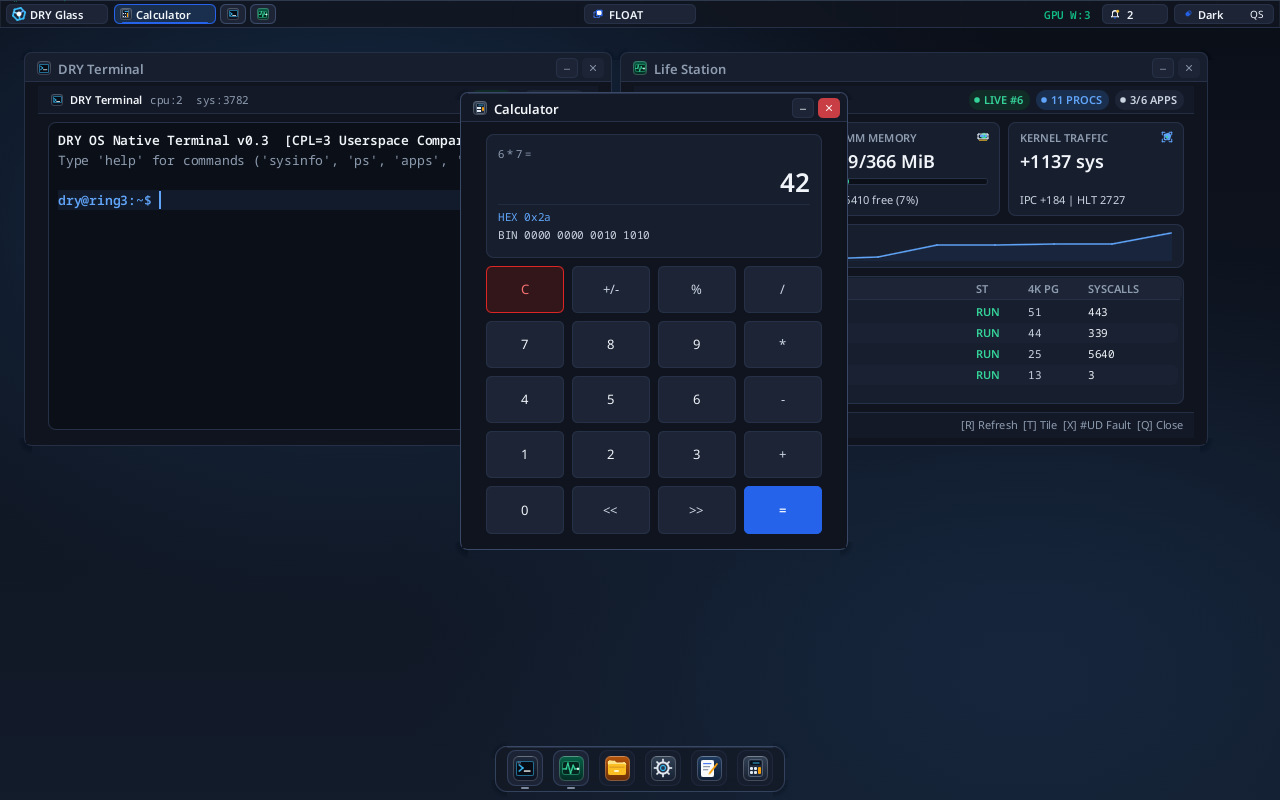 DRY Glass
Calculator
FLOAT
GPU W:3
2
Dark
QS
DRY Terminal
DRY Terminal cpu:2 sys:3782
DRY OS Native Terminal v0.3 [CPL=3 Userspace
Type 'help' for commands ('sysinfo', 'ps', 'apps', '
dry@ring3:~$
Calculator
6 * 7 =
42
HEX 0x2a
BIN 0000 0000 0010 1010
C +/- % /
7 8 9 *
4 5 6 -
1 2 3 +
0 << >> =
Life Station
LIVE #6
11 PROCS
3/6 APPS
MEMORY
9/366 MiB
5410 free (7%)
KERNEL TRAFFIC
+1137 sys
IPC +184 | HLT 2727
ST 4K PG SYSCALLS
RUN 51 443
RUN 44 339
RUN 25 5640
RUN 13 3
[R] Refresh [T] Tile [X] #UD Fault [Q] Close